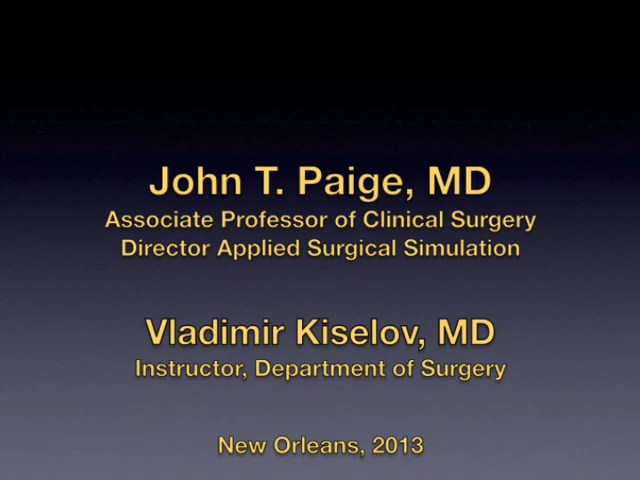 John T. Paige, MD
Associate Professor of Clinical Surgery
Director Applied Surgical Simulation
Vladimir Kiselov, MD
Instructor, Department of Surgery
New Orleans, 2013